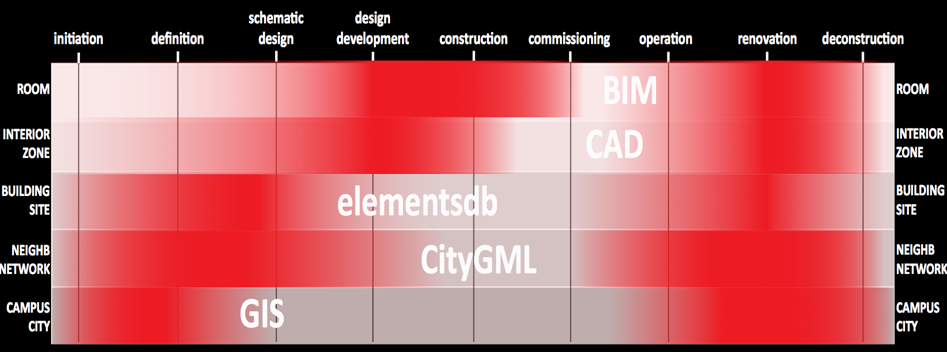 schematic design
design development
initiation
definition
construction
commissioning
operation
renovation
deconstruction
ROOM
BIM
ROOM
INTERIOR
ZONE
CAD
INTERIOR
ZONE
BUILDING
SITE
elementsdb
BUILDING
SITE
NEIGHB
NETWORK
CityGML
NEIGHB
NETWORK
CAMPUS
CITY
GIS
CAMPUS
CITY